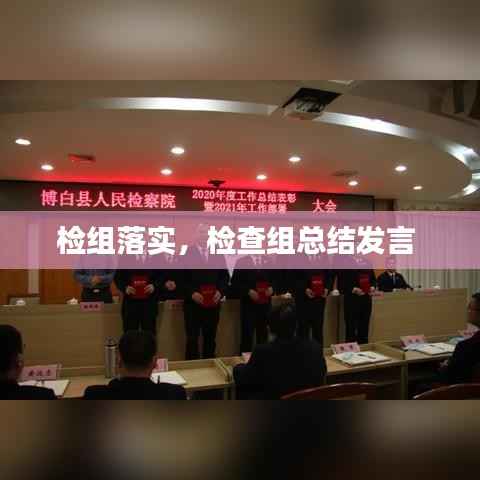 2020年度工作总结表彰
博白县人民检察院
暨2021年工作部署
大会
检组落实，检查组总结发言